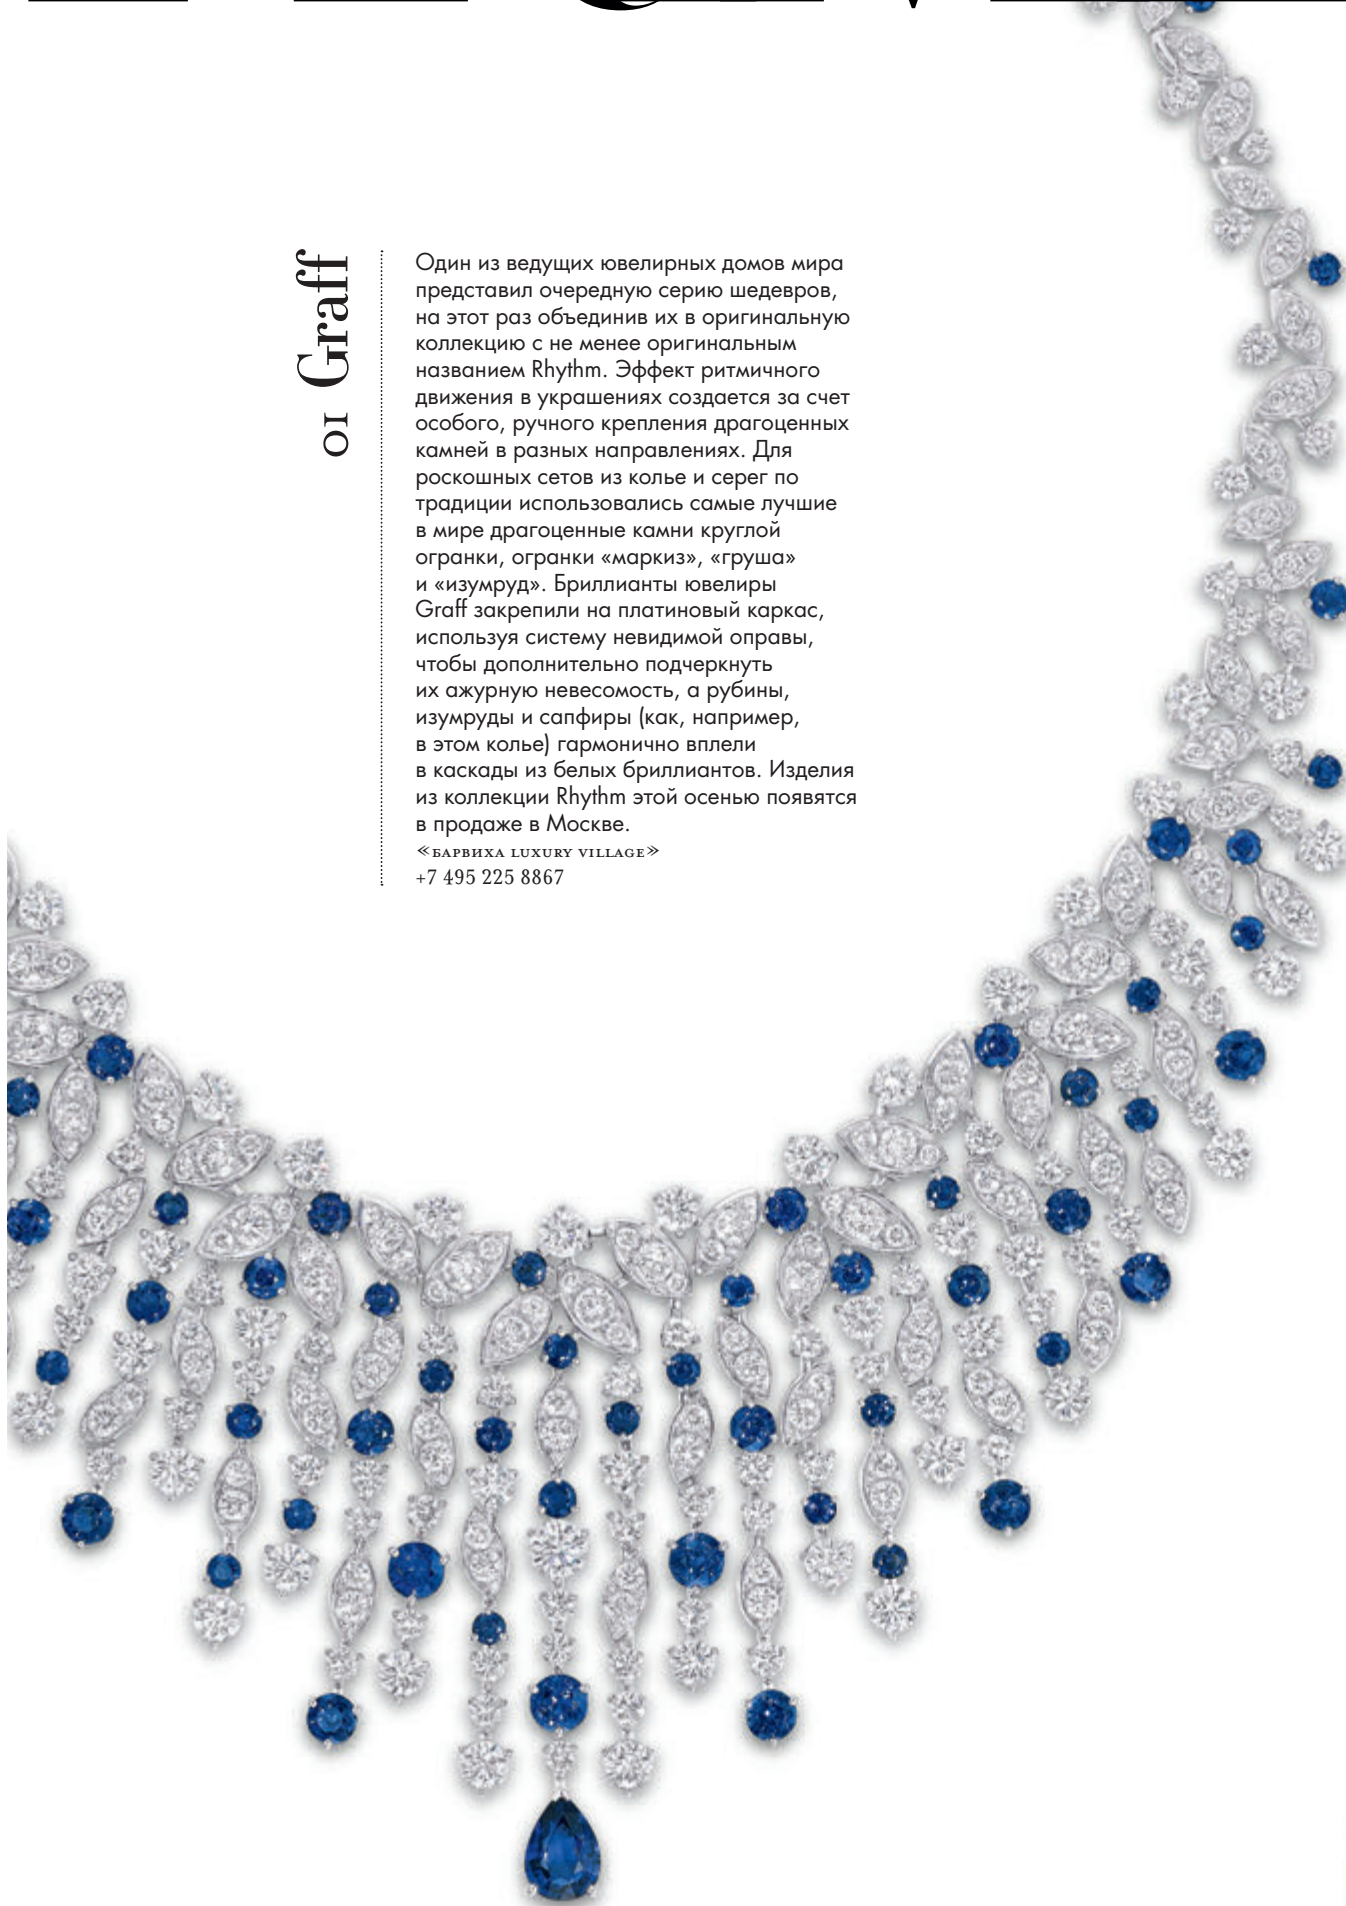 01 Graff
Один из ведущих ювелирных домов мира
представил очередную серию шедевров,
на этот раз объединив их в оригинальную
коллекцию с не менее оригинальным
названием Rhythm. Эффект ритмичного
движения в украшениях создается за счет
особого, ручного крепления драгоценных
камней в разных направлениях. Для
роскошных сетов из колье и серег по
традиции использовались самые лучшие
в мире драгоценные камни круглой
огранки, огранки «маркиз», «груша»
и «изумруд». Бриллианты ювелиры
Graff закрепили на платиновый каркас,
используя систему невидимой оправы,
чтобы дополнительно подчеркнуть
их ажурную невесомость, а рубины,
изумруды и сапфиры (как, например,
в этом колье) гармонично вплели
в каскады из белых бриллиантов. Изделия
из коллекции Rhythm этой осенью появятся
в продаже в Москве.
«БАРВИХА LUXURY VILLAGE»
+7 495 225 8867